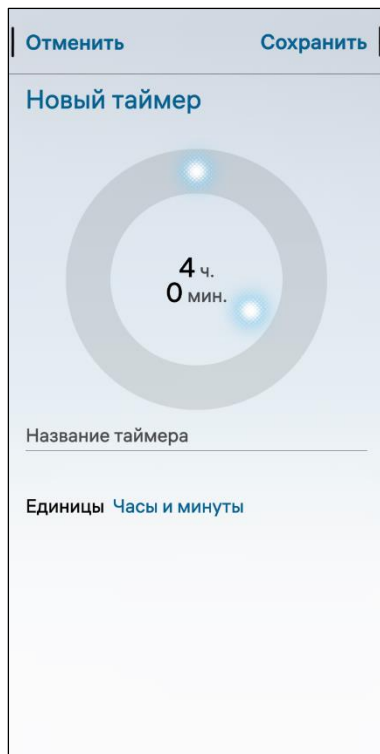 Отменить Сохранить
Новый таймер
4 ч.
0 мин.
Название таймера
Единицы Часы и минуты